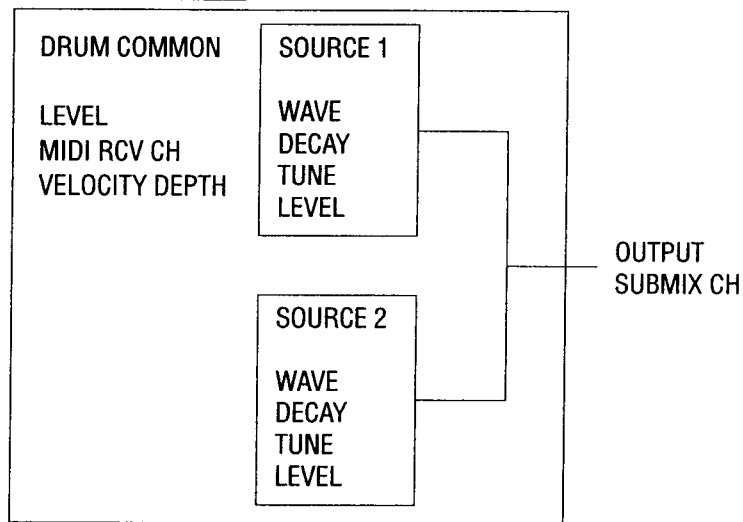 DRUM COMMON
LEVEL
MIDI RCV CH
VELOCITY DEPTH
SOURCE 1
WAVE
DECAY
TUNE
LEVEL
SOURCE 2
WAVE
DECAY
TUNE
LEVEL
OUTPUT
SUBMIX CH